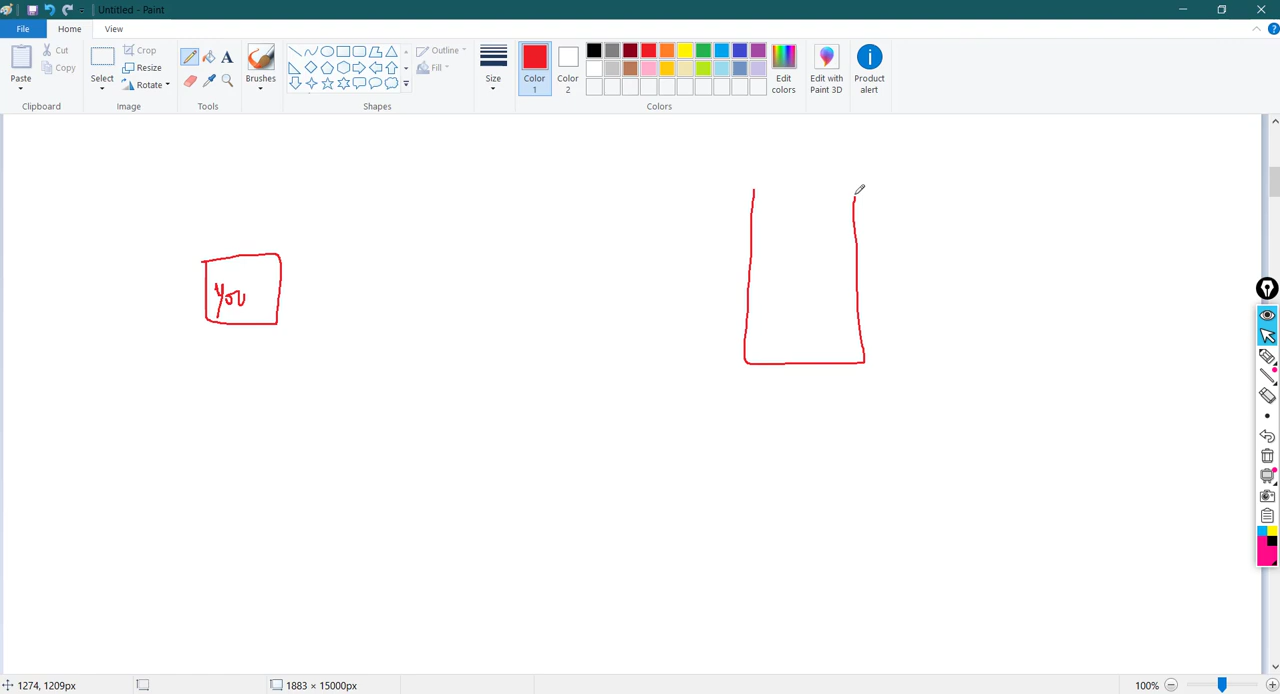 Untitled - Paint
File
Home
View
Paste
Cut
Copy
Clipboard
Select
Crop
Resize
Rotate
Image
Tools
Brushes
Shapes
Outline
Fill
Size
Color
1
Color
2
Edit
colors
Colors
Edit with
Paint 3D
Product
alert
You
1274, 1209px
1883 × 15000px
100%